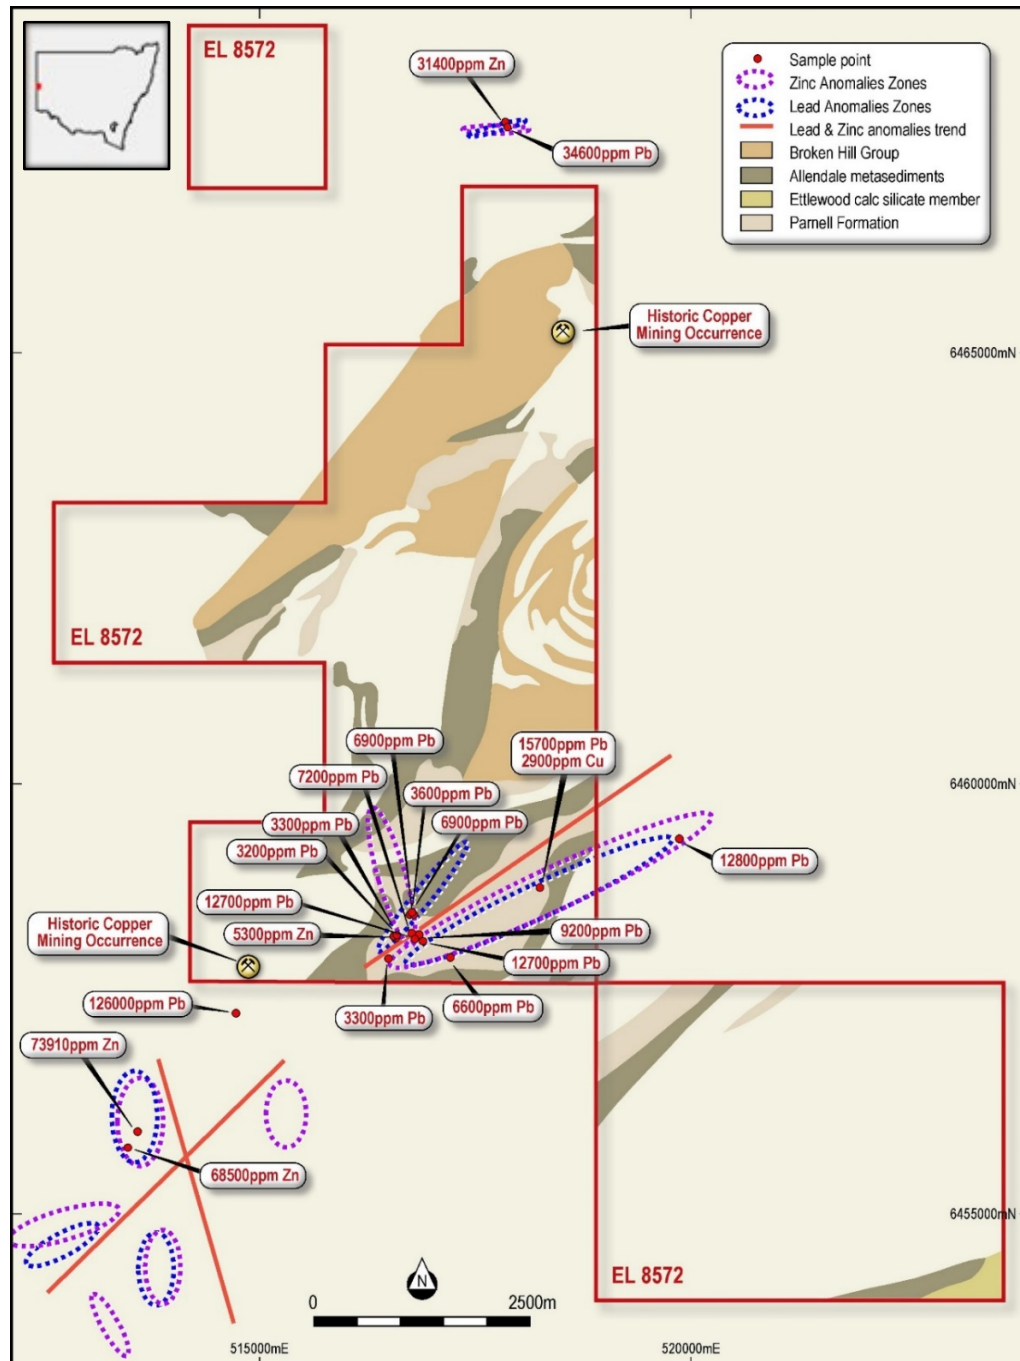 EL 8572
31400ppm Zn
34600ppm Pb
Sample point
Zinc Anomalies Zones
Lead Anomalies Zones
Lead & Zinc anomalies trend
Broken Hill Group
Allendale metasediments
Ettlewood calc silicate member
Parnell Formation
Historic Copper
Mining Occurrence
6465000mN
EL 8572
6900ppm Pb
15700ppm Pb
2900ppm Cu
7200ppm Pb
3600ppm Pb
6460000mN
3300ppm Pb
6900ppm Pb
3200ppm Pb
12800ppm Pb
12700ppm Pb
5300ppm Zn
9200ppm Pb
Historic Copper
Mining Occurrence
12700ppm Pb
126000ppm Pb
3300ppm Pb
6600ppm Pb
73910ppm Zn
68500ppm Zn
6455000mN
EL 8572
N
0
2500m
515000mE
520000mE